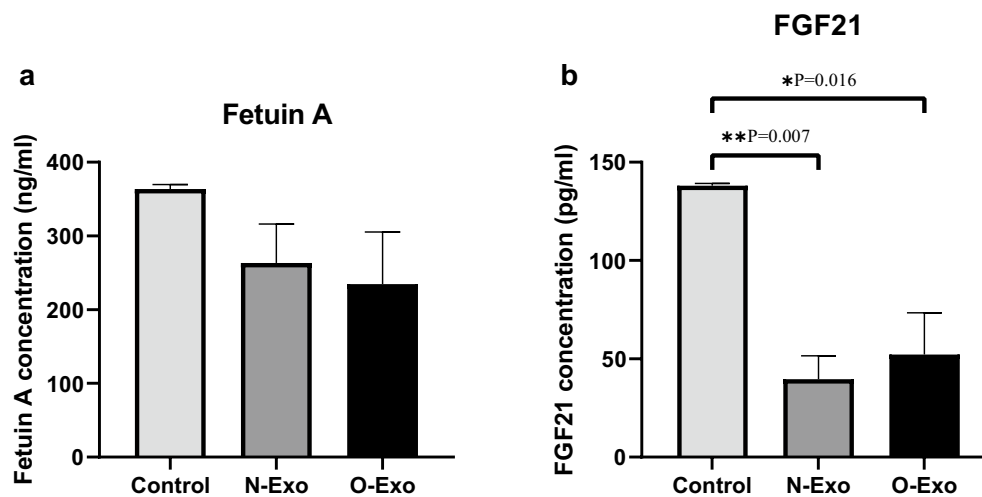 a
Fetuin A
Fetuin A concentration (ng/ml)
400
300
200
100
0
Control N-Exo O-Exo
b
FGF21
*P=0.016
**P=0.007
FGF21 concentration (pg/ml)
150
100
50
0
Control N-Exo O-Exo